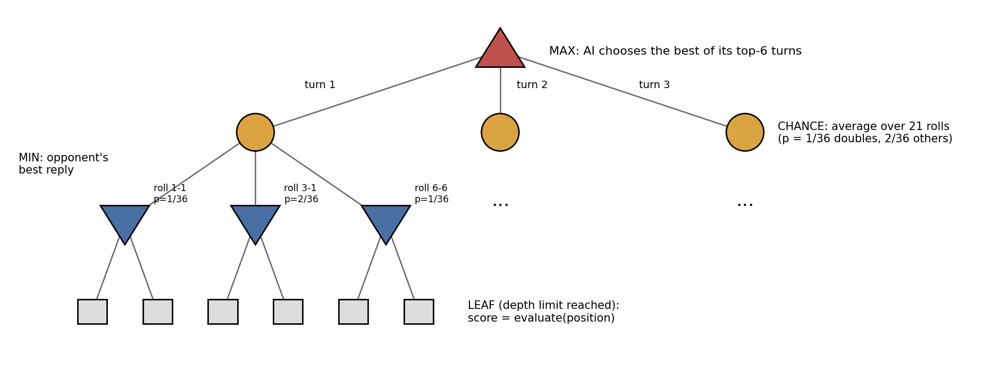 MAX: AI chooses the best of its top-6 turns
turn 1
turn 2
turn 3
CHANCE: average over 21 rolls
(p = 1/36 doubles, 2/36 others)
MIN: opponent's
best reply
roll 1-1
p=1/36
roll 3-1
p=2/36
roll 6-6
p=1/36
...
...
LEAF (depth limit reached):
score = evaluate(position)